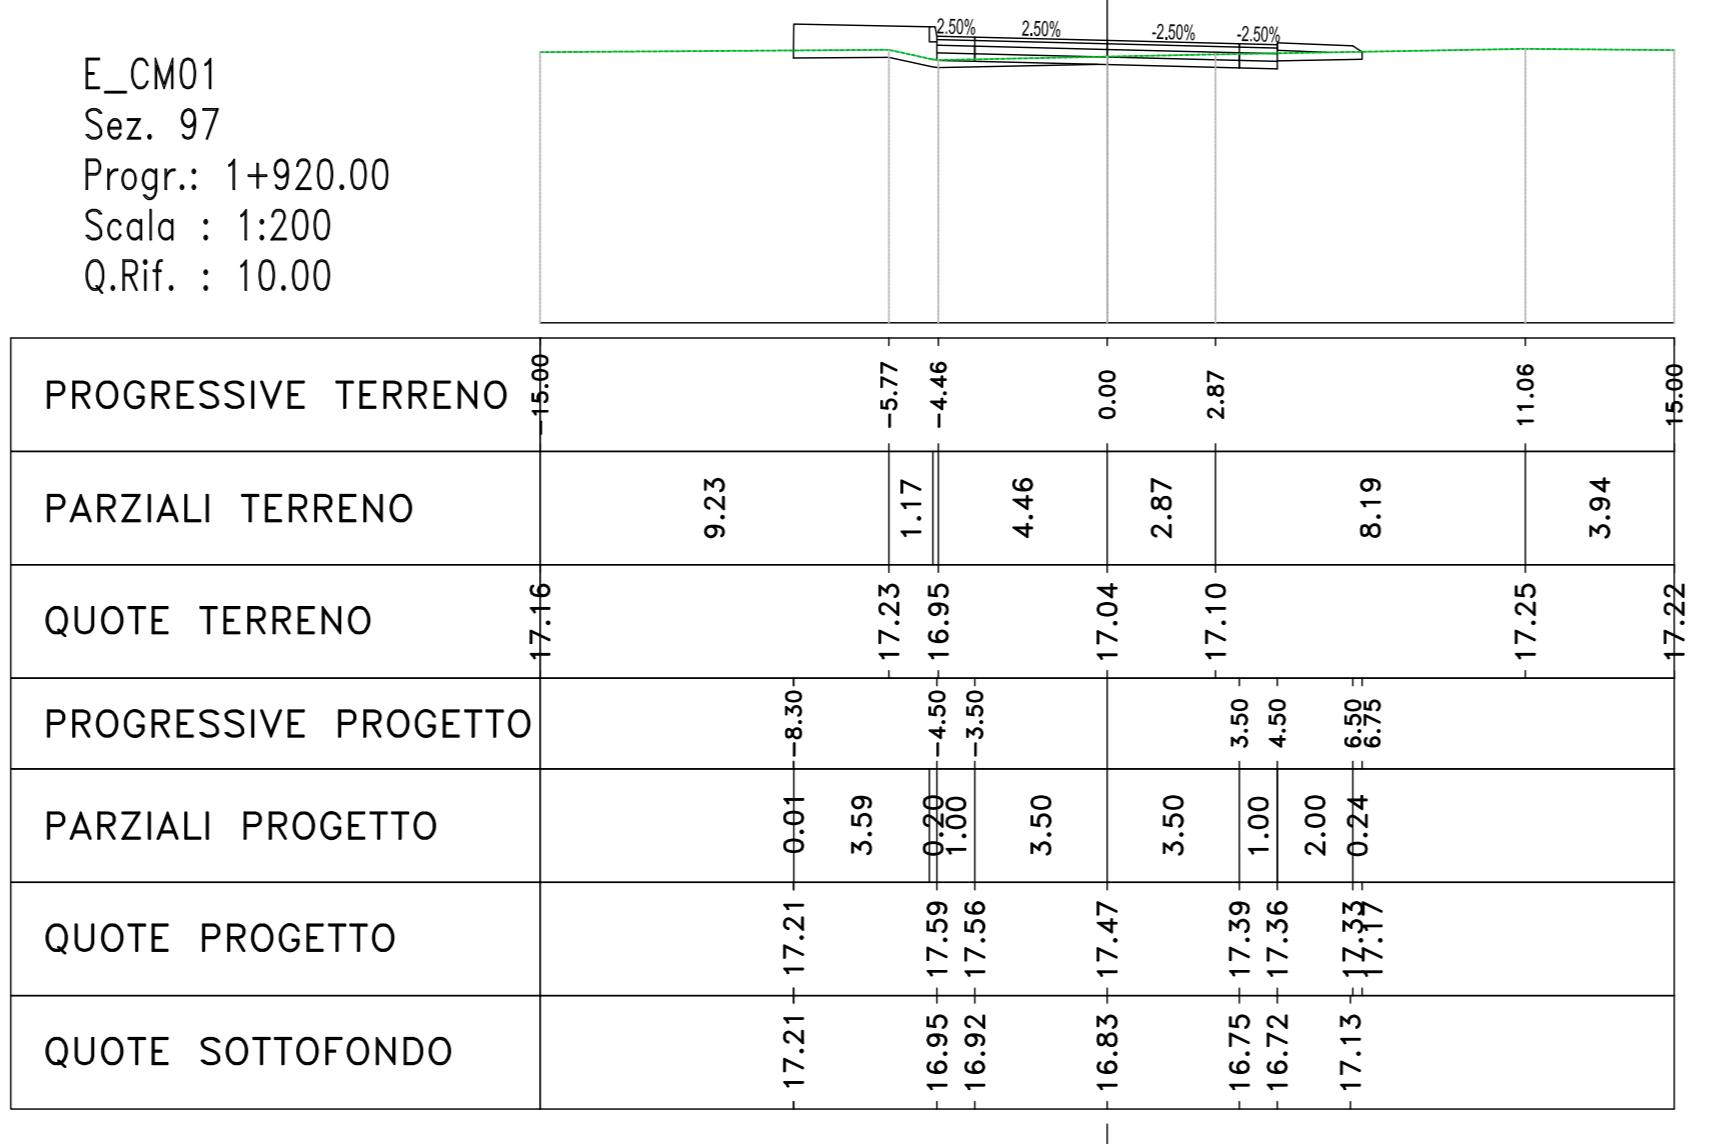 2.50% 2.50% -2.50% -2.50%
E_CM01
Sez. 97
Progr.: 1+920.00
Scala : 1:200
Q.Rif. : 10.00
PROGRESSIVE TERRENO -15.00 -5.77 -4.46 0.00 2.87 11.06 15.00
PARZIALI TERRENO 9.23 1.17 4.46 2.87 8.19 3.94
QUOTE TERRENO 17.16 17.23 16.95 17.04 17.10 17.25 17.22
PROGRESSIVE PROGETTO -8.30 -4.50 -3.50 3.50 4.50 6.50 6.75
PARZIALI PROGETTO 0.01 3.59 0.20 1.00 3.50 3.50 1.00 2.00 0.24
QUOTE PROGETTO 17.21 17.59 17.56 17.47 17.39 17.36 17.33 17.17
QUOTE SOTTOFONDO 17.21 16.95 16.92 16.83 16.75 16.72 17.13